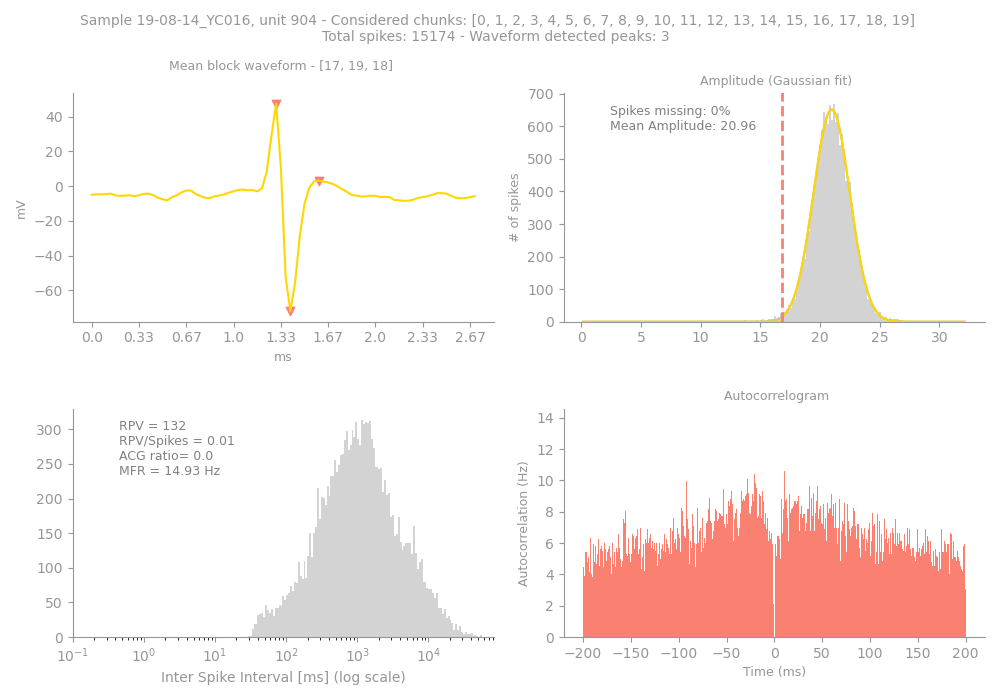 Sample 19-08-14_YC016, unit 904 - Considered chunks: [0, 1, 2, 3, 4, 5, 6, 7, 8, 9, 10, 11, 12, 13, 14, 15, 16, 17, 18, 19]
Total spikes: 15174 - Waveform detected peaks: 3
Mean block waveform - [17, 19, 18]
40
20
0
−20
−40
−60
mV
0.0 0.33 0.67 1.0 1.33 1.67 2.0 2.33 2.67
ms
Amplitude (Gaussian fit)
Spikes missing: 0%
Mean Amplitude: 20.96
700
600
500
400
300
200
100
0
# of spikes
0 5 10 15 20 25 30
RPV = 132
RPV/Spikes = 0.01
ACG ratio= 0.0
MFR = 14.93 Hz
300
250
200
150
100
50
0
10⁻¹ 10⁰ 10¹ 10² 10³ 10⁴
Inter Spike Interval [ms] (log scale)
Autocorrelogram
14
12
10
8
6
4
2
0
Autocorrelation (Hz)
−200 −150 −100 −50 0 50 100 150 200
Time (ms)